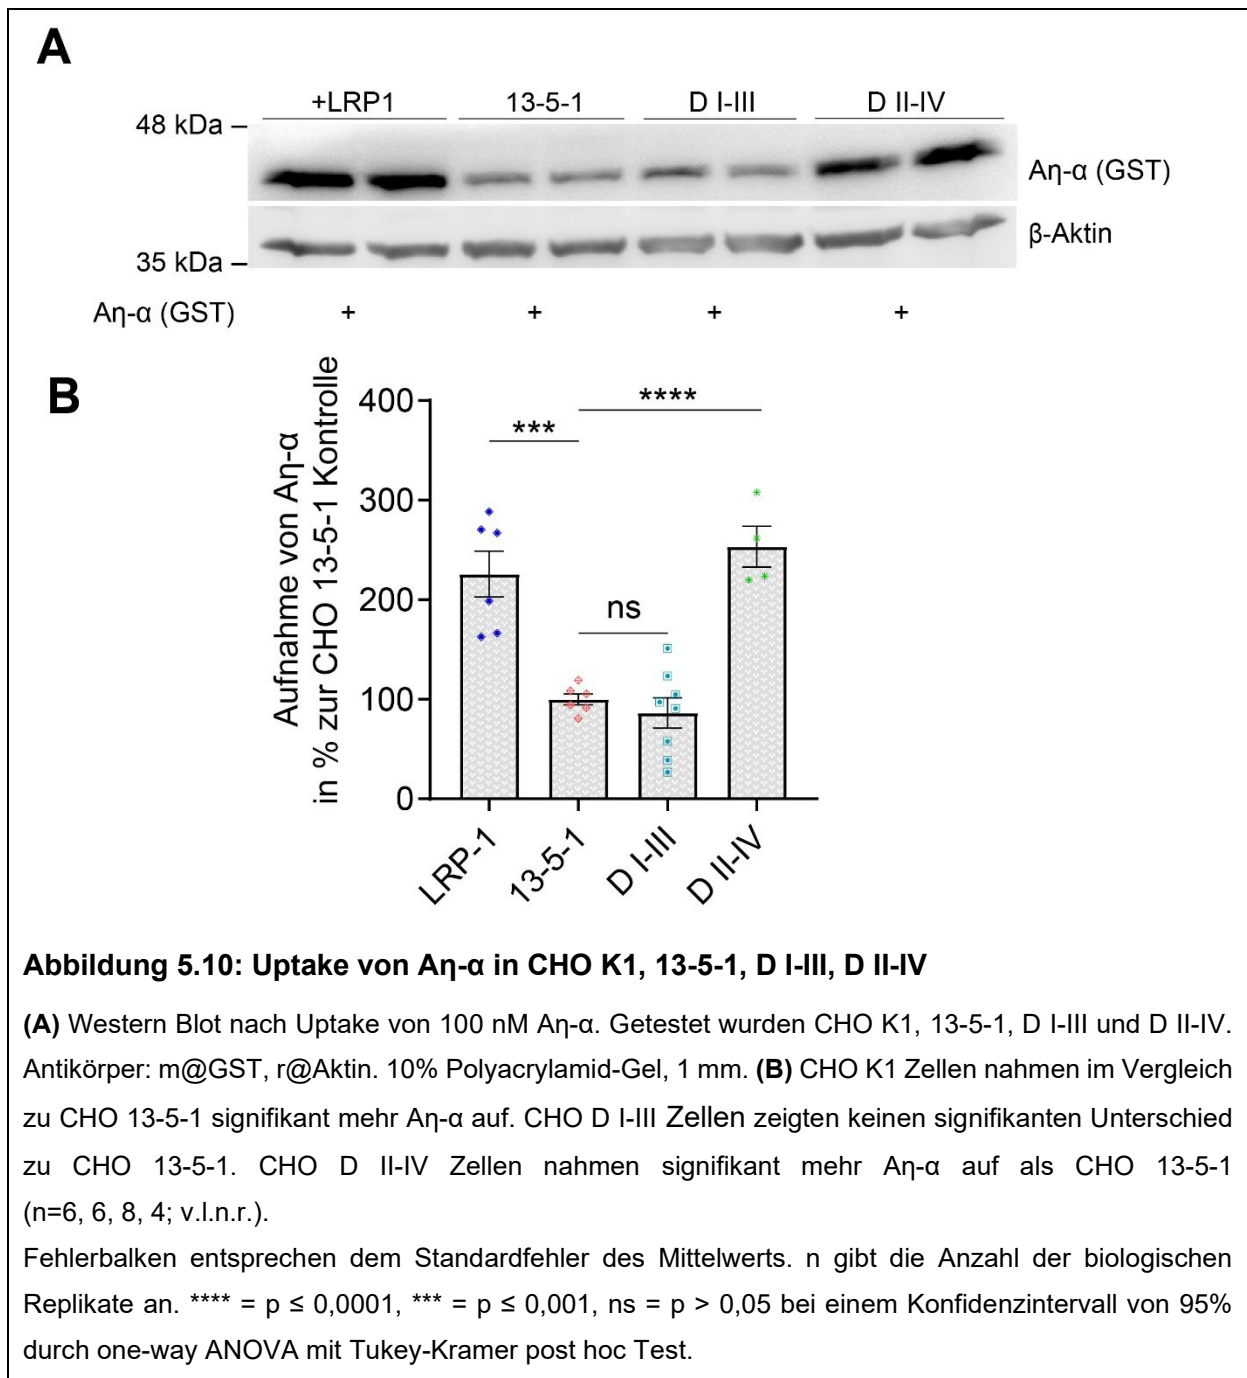 A
+LRP1 13-5-1 D I-III D II-IV
48 kDa
Aη-α (GST)
β-Aktin
35 kDa
Aη-α (GST) + + + +
B
Aufnahme von Aη-α
in % zur CHO 13-5-1 Kontrolle
400
300
200
100
0
***
****
ns
LRP-1
13-5-1
D I-III
D II-IV
Abbildung 5.10: Uptake von Aη-α in CHO K1, 13-5-1, D I-III, D II-IV
(A) Western Blot nach Uptake von 100 nM Aη-α. Getestet wurden CHO K1, 13-5-1, D I-III und D II-IV.
Antikörper: m@GST, r@Aktin. 10% Polyacrylamid-Gel, 1 mm. (B) CHO K1 Zellen nahmen im Vergleich
zu CHO 13-5-1 signifikant mehr Aη-α auf. CHO D I-III Zellen zeigten keinen signifikanten Unterschied
zu CHO 13-5-1. CHO D II-IV Zellen nahmen signifikant mehr Aη-α auf als CHO 13-5-1
(n=6, 6, 8, 4; v.l.n.r.).
Fehlerbalken entsprechen dem Standardfehler des Mittelwerts. n gibt die Anzahl der biologischen
Replikate an. **** = p ≤ 0,0001, *** = p ≤ 0,001, ns = p > 0,05 bei einem Konfidenzintervall von 95%
durch one-way ANOVA mit Tukey-Kramer post hoc Test.